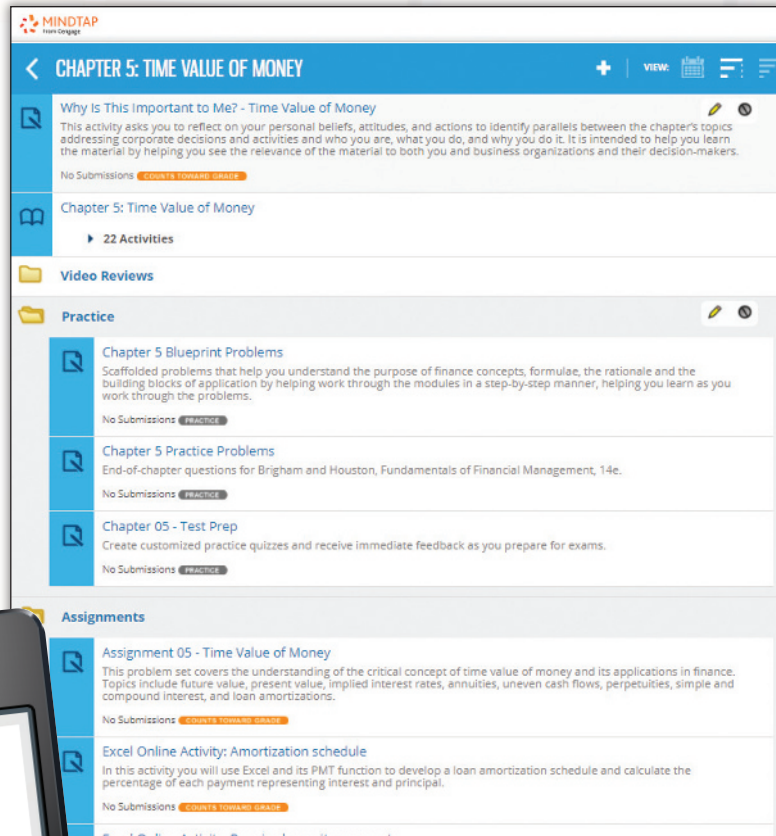 MINDTAP
From Cengage
CHAPTER 5: TIME VALUE OF MONEY
VIEW:
Why Is This Important to Me? - Time Value of Money
This activity asks you to reflect on your personal beliefs, attitudes, and actions to identify parallels between the chapter's topics
addressing corporate decisions and activities and who you are, what you do, and why you do it. It is intended to help you learn
the material by helping you see the relevance of the material to both you and business organizations and their decision-makers.
No Submissions COUNTS TOWARD GRADE
Chapter 5: Time Value of Money
22 Activities
Video Reviews
Practice
Chapter 5 Blueprint Problems
Scaffolded problems that help you understand the purpose of finance concepts, formulae, the rationale and the
building blocks of application by helping work through the modules in a step-by-step manner, helping you learn as you
work through the problems.
No Submissions PRACTICE
Chapter 5 Practice Problems
End-of-chapter questions for Brigham and Houston, Fundamentals of Financial Management, 14e.
No Submissions PRACTICE
Chapter 05 - Test Prep
Create customized practice quizzes and receive immediate feedback as you prepare for exams.
No Submissions PRACTICE
Assignments
Assignment 05 - Time Value of Money
This problem set covers the understanding of the critical concept of time value of money and its applications in finance.
Topics include future value, present value, implied interest rates, annuities, uneven cash flows, perpetuities, simple and
compound interest, and loan amortizations.
No Submissions COUNTS TOWARD GRADE
Excel Online Activity: Amortization schedule
In this activity you will use Excel and its PMT function to develop a loan amortization schedule and calculate the
percentage of each payment representing interest and principal.
No Submissions COUNTS TOWARD GRADE